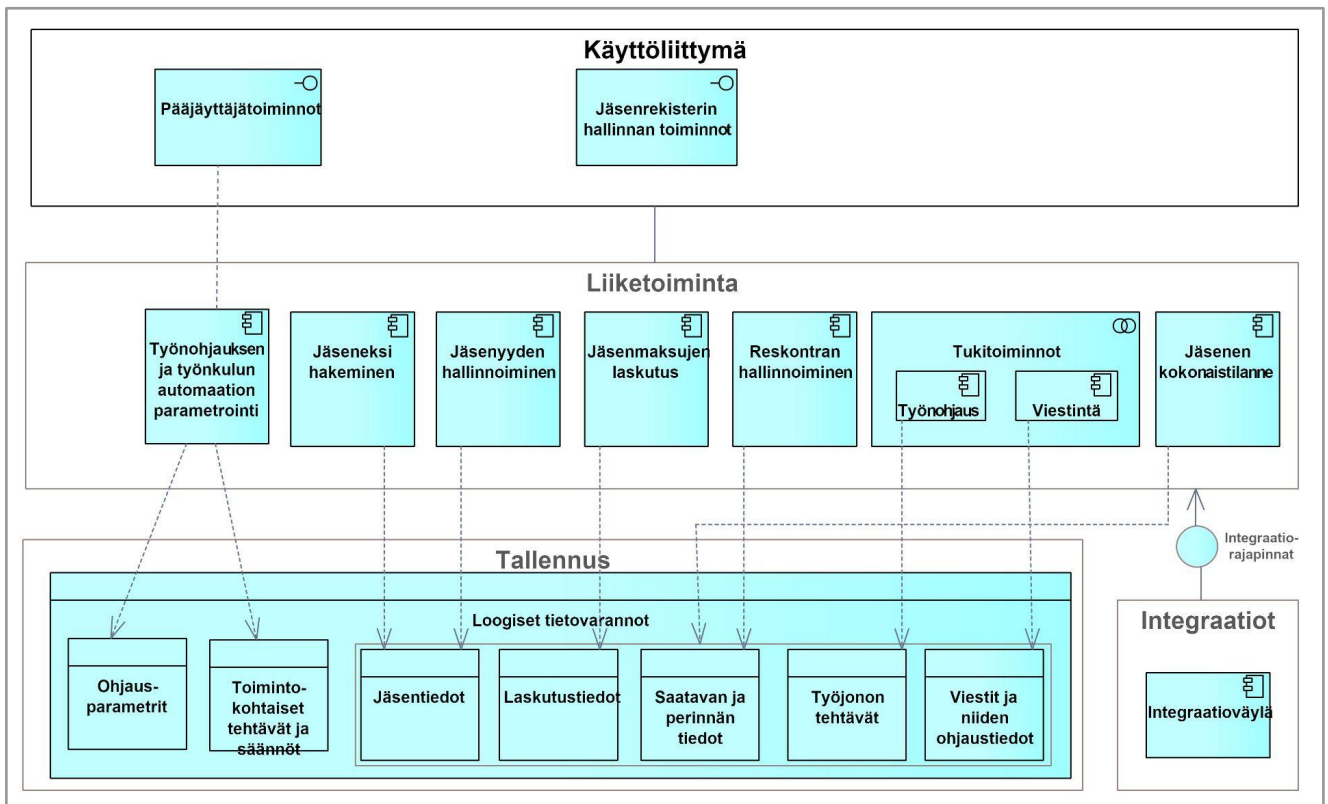 Käyttöliittymä
Pääjäyttäjätoiminnot
Jäsenrekisterin
hallinnan toiminnot
Liiketoiminta
Työnohjauksen
ja työnkulun
automaation
parametrointi
Jäseneksi
hakeminen
Jäsenyyden
hallinnoiminen
Jäsenmaksujen
laskutus
Reskontran
hallinnoiminen
Tukitoiminnot
Työnohjaus
Viestintä
Jäsenen
kokonaistilanne
Integraatio-
rajapinnat
Tallennus
Loogiset tietovarannot
Ohjaus-
parametrit
Toiminto-
kohtaiset
tehtävät ja
säännöt
Jäsentiedot
Laskutustiedot
Saatavan ja
perinnän
tiedot
Työjonon
tehtävät
Viestit ja
niiden
ohjaustiedot
Integraatiot
Integraatioväylä